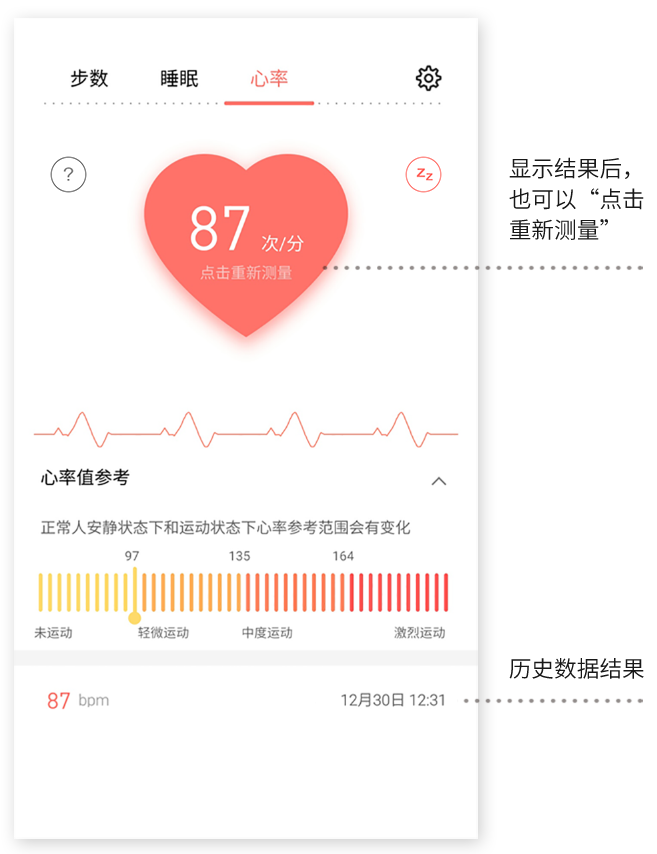 步数 睡眠 心率
?
zz
87 次/分
点击重新测量
显示结果后，
也可以“点击
重新测量”
心率值参考
正常人安静状态下和运动状态下心率参考范围会有变化
97 135 164
未运动 轻微运动 中度运动 激烈运动
87 bpm 12月30日 12:31
历史数据结果